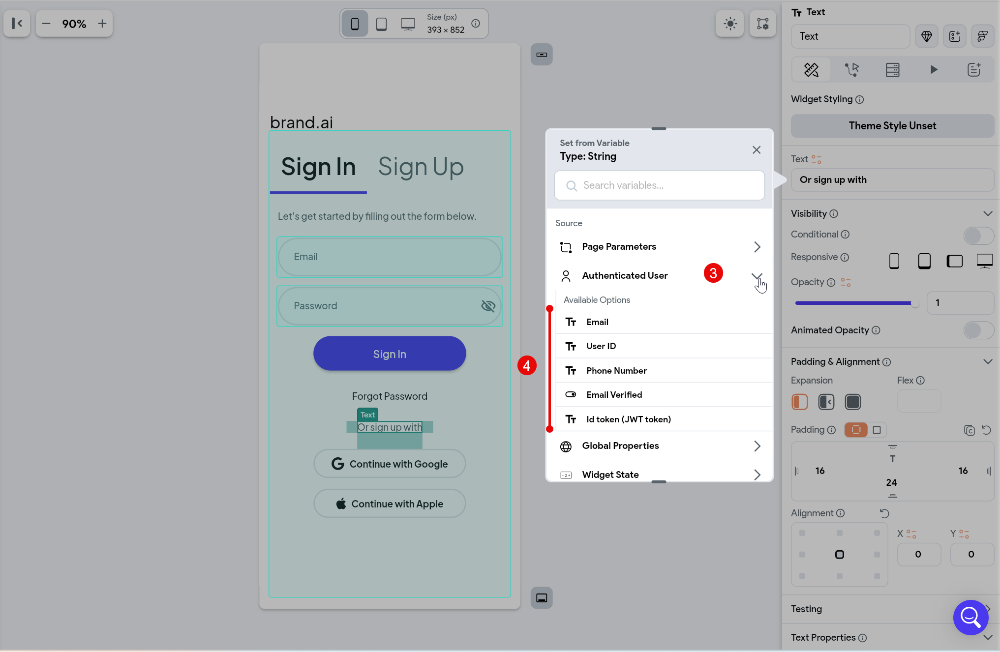 90%
Size (px)
393 × 852
brand.ai
Sign In
Sign Up
Let's get started by filling out the form below.
Email
Password
Sign In
Forgot Password
Text
Or sign up with
Continue with Google
Continue with Apple
Set from Variable
Type: String
Search variables...
Source
Page Parameters
Authenticated User
3
Available Options
4
Email
User ID
Phone Number
Email Verified
Id token (JWT token)
Global Properties
Widget State
Text
Text
Widget Styling
Theme Style Unset
Text
Or sign up with
Visibility
Conditional
Responsive
Opacity
1
Animated Opacity
Padding & Alignment
Expansion
Flex
Padding
T
16
16
24
Alignment
X
Y
0
0
Testing
Text Properties